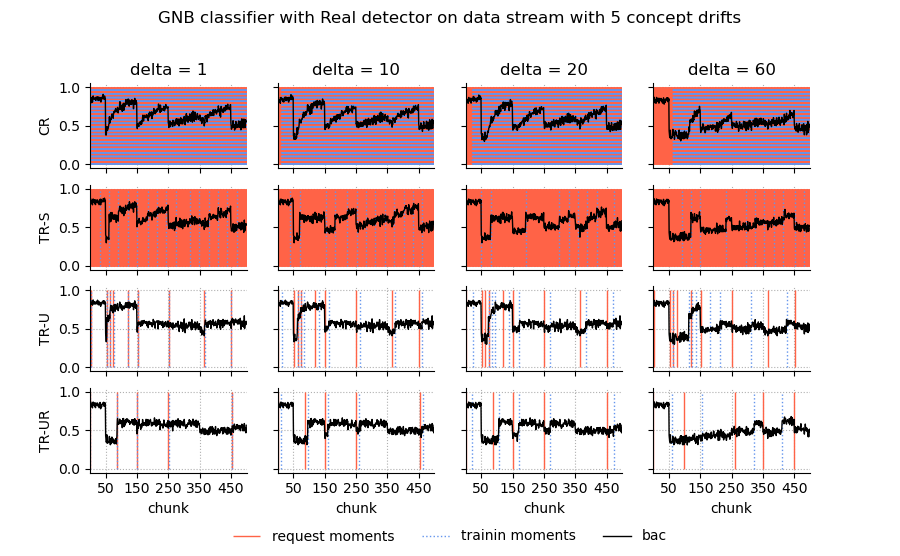 GNB classifier with Real detector on data stream with 5 concept drifts
delta = 1 delta = 10 delta = 20 delta = 60
CR 1.0 0.5 0.0
TR-S 1.0 0.5 0.0
TR-U 1.0 0.5 0.0
TR-UR 1.0 0.5 0.0
50 150 250 350 450 50 150 250 350 450 50 150 250 350 450 50 150 250 350 450
chunk chunk chunk chunk
request moments trainin moments bac